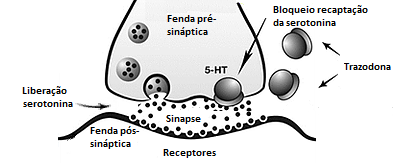 Fenda pré-
sináptica
Bloqueio recaptação
da serotonina
5-HT
Trazodona
Liberação
serotonina
Sinapse
Fenda pós-
sináptica
Receptores